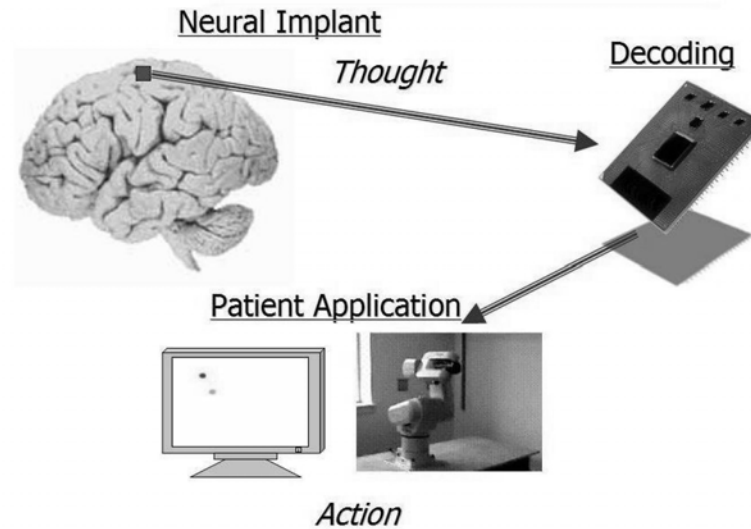 Neural Implant
Thought
Decoding
Patient Application
Action